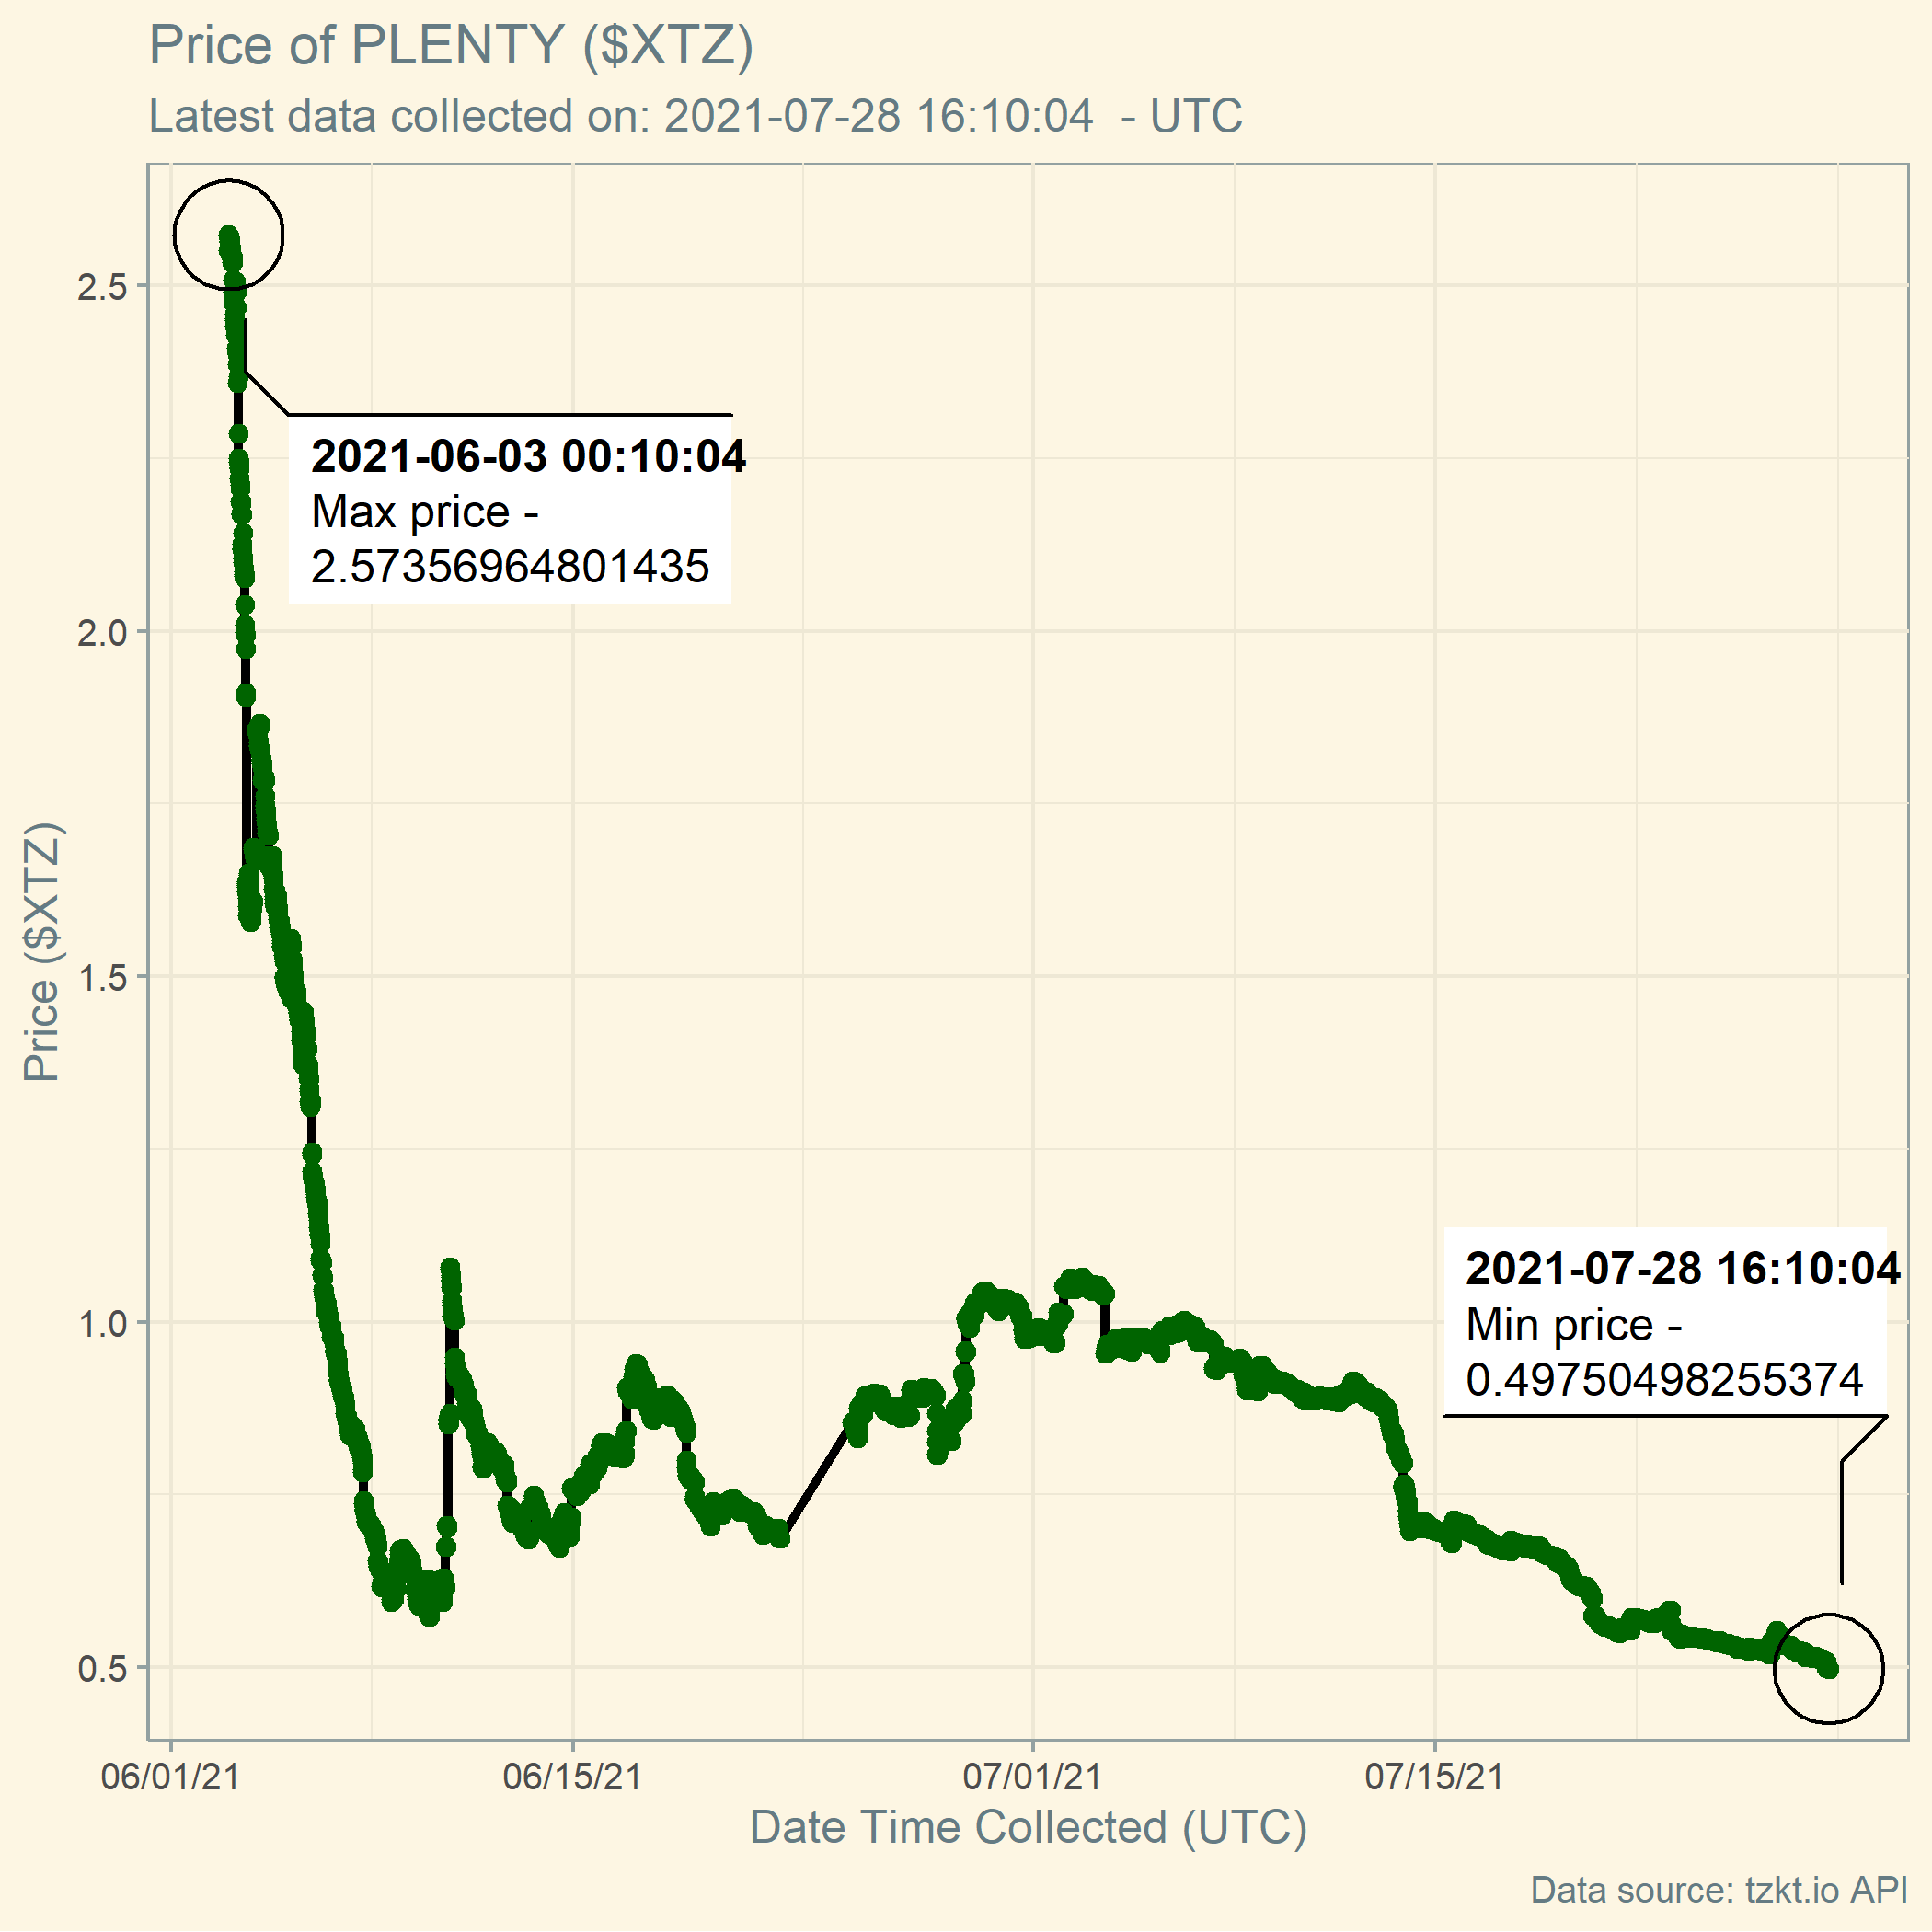 Price of PLENTY ($XTZ)
Latest data collected on: 2021-07-28 16:10:04  - UTC
2.5
2.0
1.5
1.0
0.5
Price ($XTZ)
2021-06-03 00:10:04
Max price -
2.57356964801435
2021-07-28 16:10:04
Min price -
0.49750498255374
06/01/21
06/15/21
07/01/21
07/15/21
Date Time Collected (UTC)
Data source: tzkt.io API